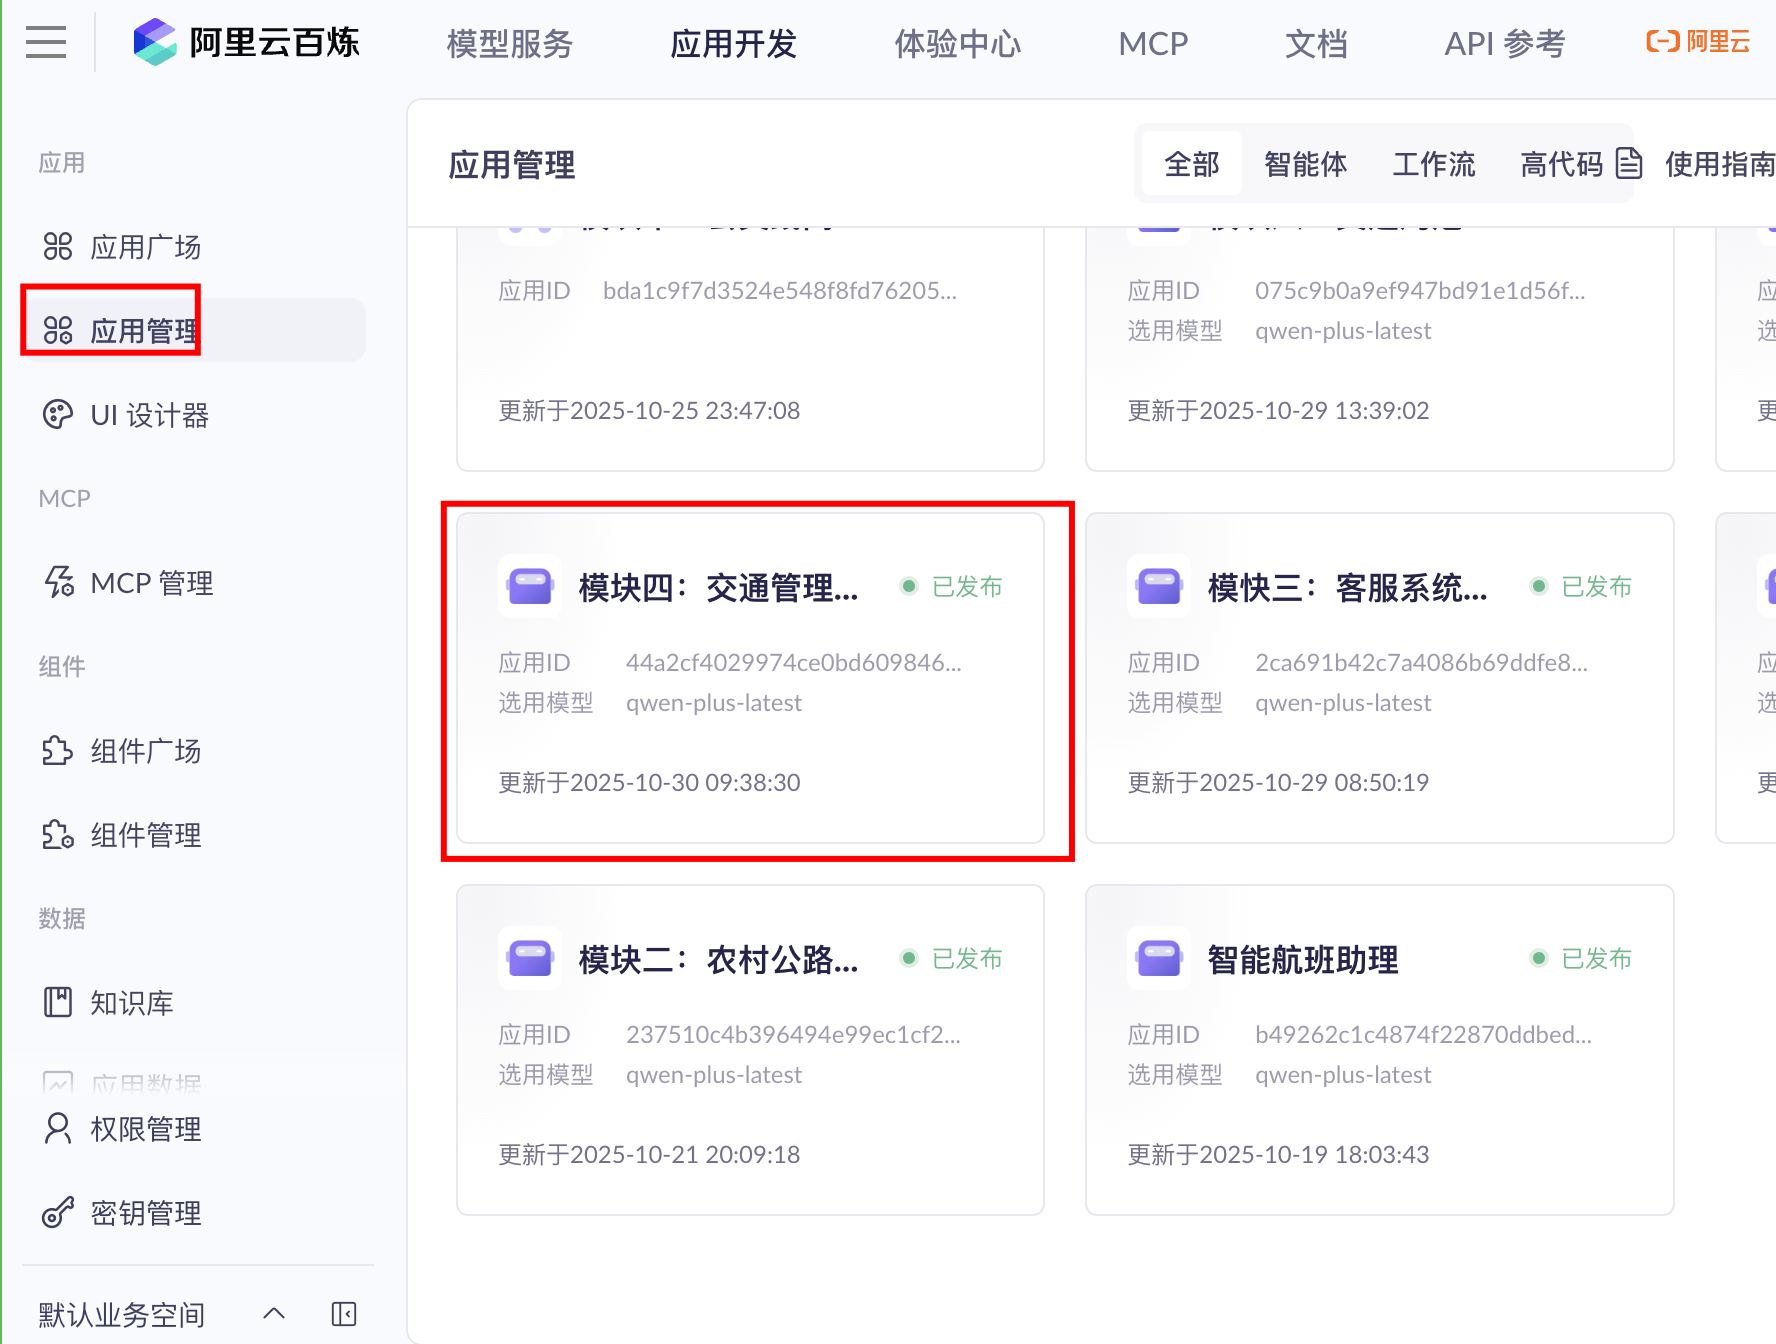 阿里云百炼
模型服务
应用开发
体验中心
MCP
文档
API 参考
阿里云
应用
应用广场
应用管理
UI 设计器
MCP
MCP 管理
组件
组件广场
组件管理
数据
知识库
应用数据
权限管理
密钥管理
默认业务空间
应用管理
全部
智能体
工作流
高代码
使用指南
应用ID bda1c9f7d3524e548f8fd76205...
更新于2025-10-25 23:47:08
应用ID 075c9b0a9ef947bd91e1d56f...
选用模型 qwen-plus-latest
更新于2025-10-29 13:39:02
应
选
更
模块四：交通管理...
已发布
应用ID 44a2cf4029974ce0bd609846...
选用模型 qwen-plus-latest
更新于2025-10-30 09:38:30
模快三：客服系统...
已发布
应用ID 2ca691b42c7a4086b69ddfe8...
选用模型 qwen-plus-latest
更新于2025-10-29 08:50:19
应
选
更
模块二：农村公路...
已发布
应用ID 237510c4b396494e99ec1cf2...
选用模型 qwen-plus-latest
更新于2025-10-21 20:09:18
智能航班助理
已发布
应用ID b49262c1c4874f22870ddbed...
选用模型 qwen-plus-latest
更新于2025-10-19 18:03:43